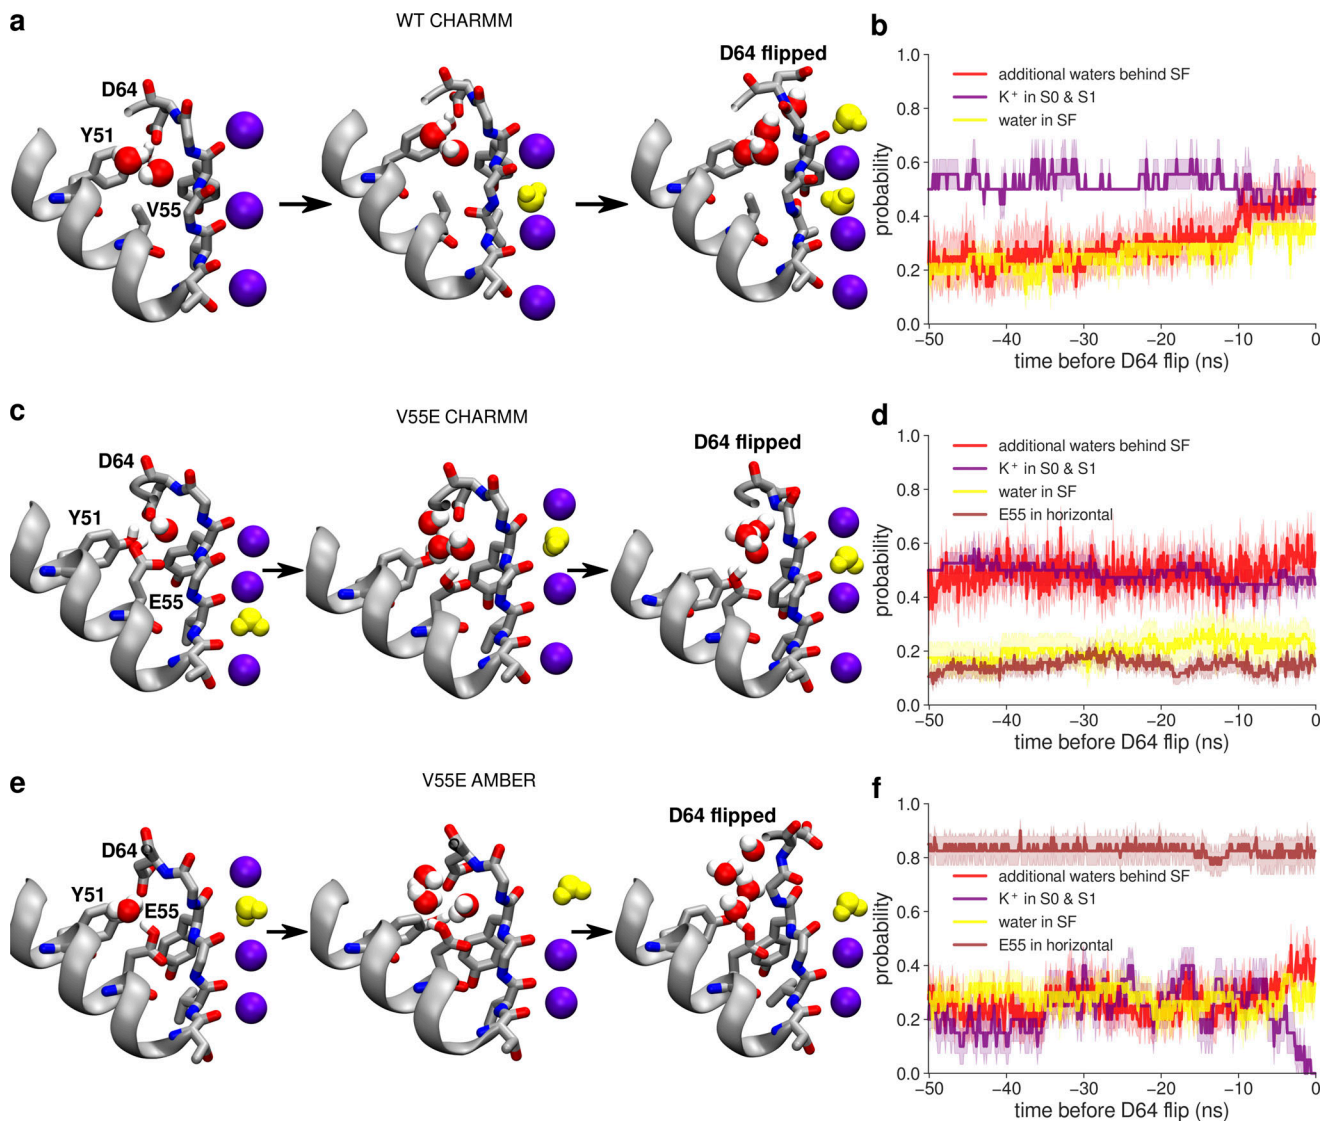 a
WT CHARMM
D64
Y51
V55
D64 flipped
b
1.0
0.8
0.6
0.4
0.2
0.0
probability
additional waters behind SF
K⁺ in S0 & S1
water in SF
−50 −40 −30 −20 −10 0
time before D64 flip (ns)
c
V55E CHARMM
D64
Y51
E55
D64 flipped
d
1.0
0.8
0.6
0.4
0.2
0.0
probability
additional waters behind SF
K⁺ in S0 & S1
water in SF
E55 in horizontal
−50 −40 −30 −20 −10 0
time before D64 flip (ns)
e
V55E AMBER
D64
Y51
E55
D64 flipped
f
1.0
0.8
0.6
0.4
0.2
0.0
probability
additional waters behind SF
K⁺ in S0 & S1
water in SF
E55 in horizontal
−50 −40 −30 −20 −10 0
time before D64 flip (ns)